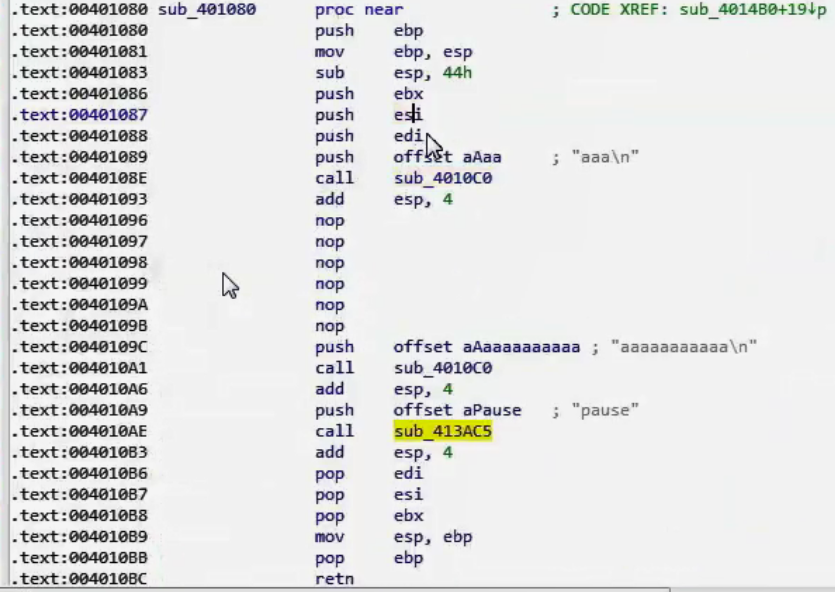 .text:00401080 sub_401080 proc near ; CODE XREF: sub_4014B0+19↓p
.text:00401080 push ebp
.text:00401081 mov ebp, esp
.text:00401083 sub esp, 44h
.text:00401086 push ebx
.text:00401087 push esi
.text:00401088 push edi
.text:00401089 push offset aAaa ; "aaa\n"
.text:0040108E call sub_4010C0
.text:00401093 add esp, 4
.text:00401096 nop
.text:00401097 nop
.text:00401098 nop
.text:00401099 nop
.text:0040109A nop
.text:0040109B nop
.text:0040109C push offset aAaaaaaaaaaa ; "aaaaaaaaaaa\n"
.text:004010A1 call sub_4010C0
.text:004010A6 add esp, 4
.text:004010A9 push offset aPause ; "pause"
.text:004010AE call sub_413AC5
.text:004010B3 add esp, 4
.text:004010B6 pop edi
.text:004010B7 pop esi
.text:004010B8 pop ebx
.text:004010B9 mov esp, ebp
.text:004010BB pop ebp
.text:004010BC retn